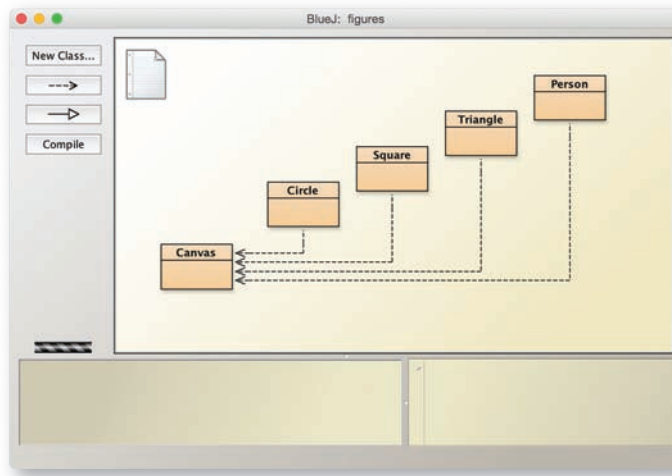 BlueJ: figures
New Class...
Compile
Person
Triangle
Square
Circle
Canvas